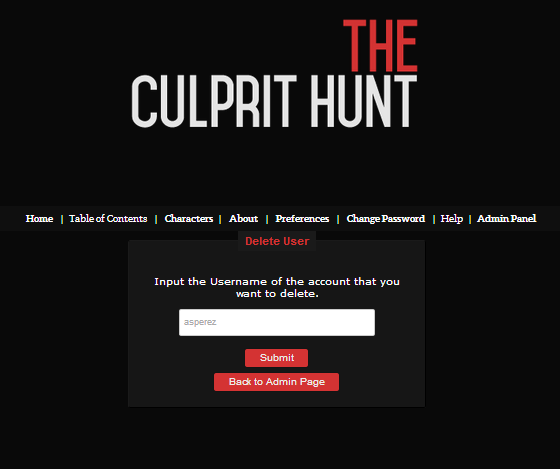 THE
CULPRIT HUNT
Home | Table of Contents | Characters | About | Preferences | Change Password | Help | Admin Panel
Delete User
Input the Username of the account that you
want to delete.
asperez
Submit
Back to Admin Page